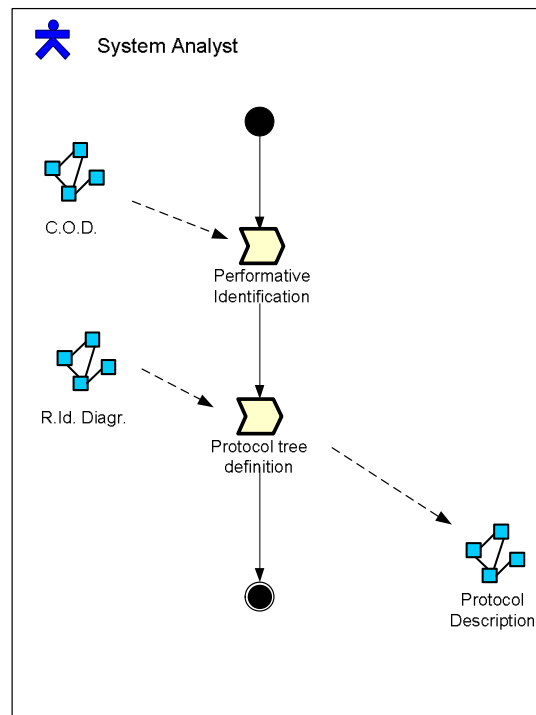 System Analyst
C.O.D.
Performative
Identification
R.Id. Diagr.
Protocol tree
definition
Protocol
Description